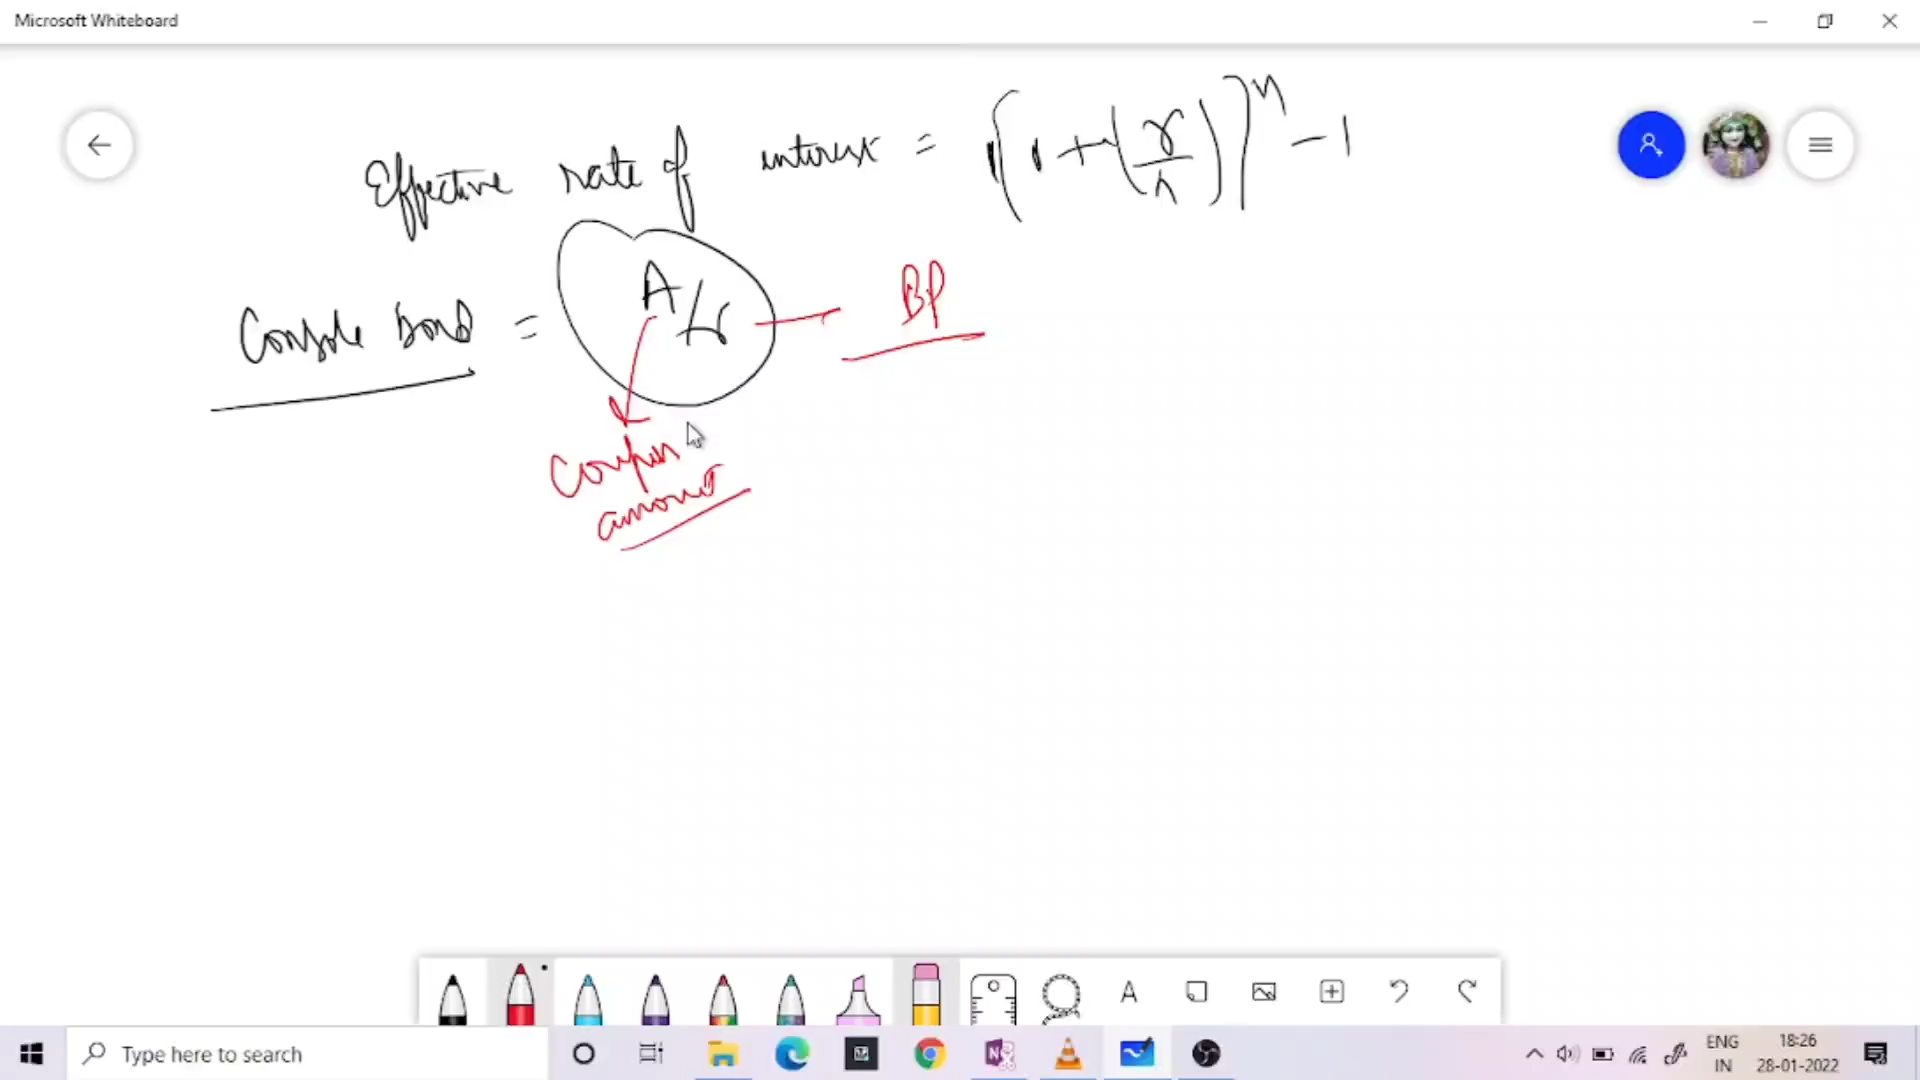 Microsoft Whiteboard
Effective rate of interest = [1+(r/n)]^n - 1
Console bond = A/r — BP
Coupon
amount
A
Type here to search
ENG
IN
18:26
28-01-2022